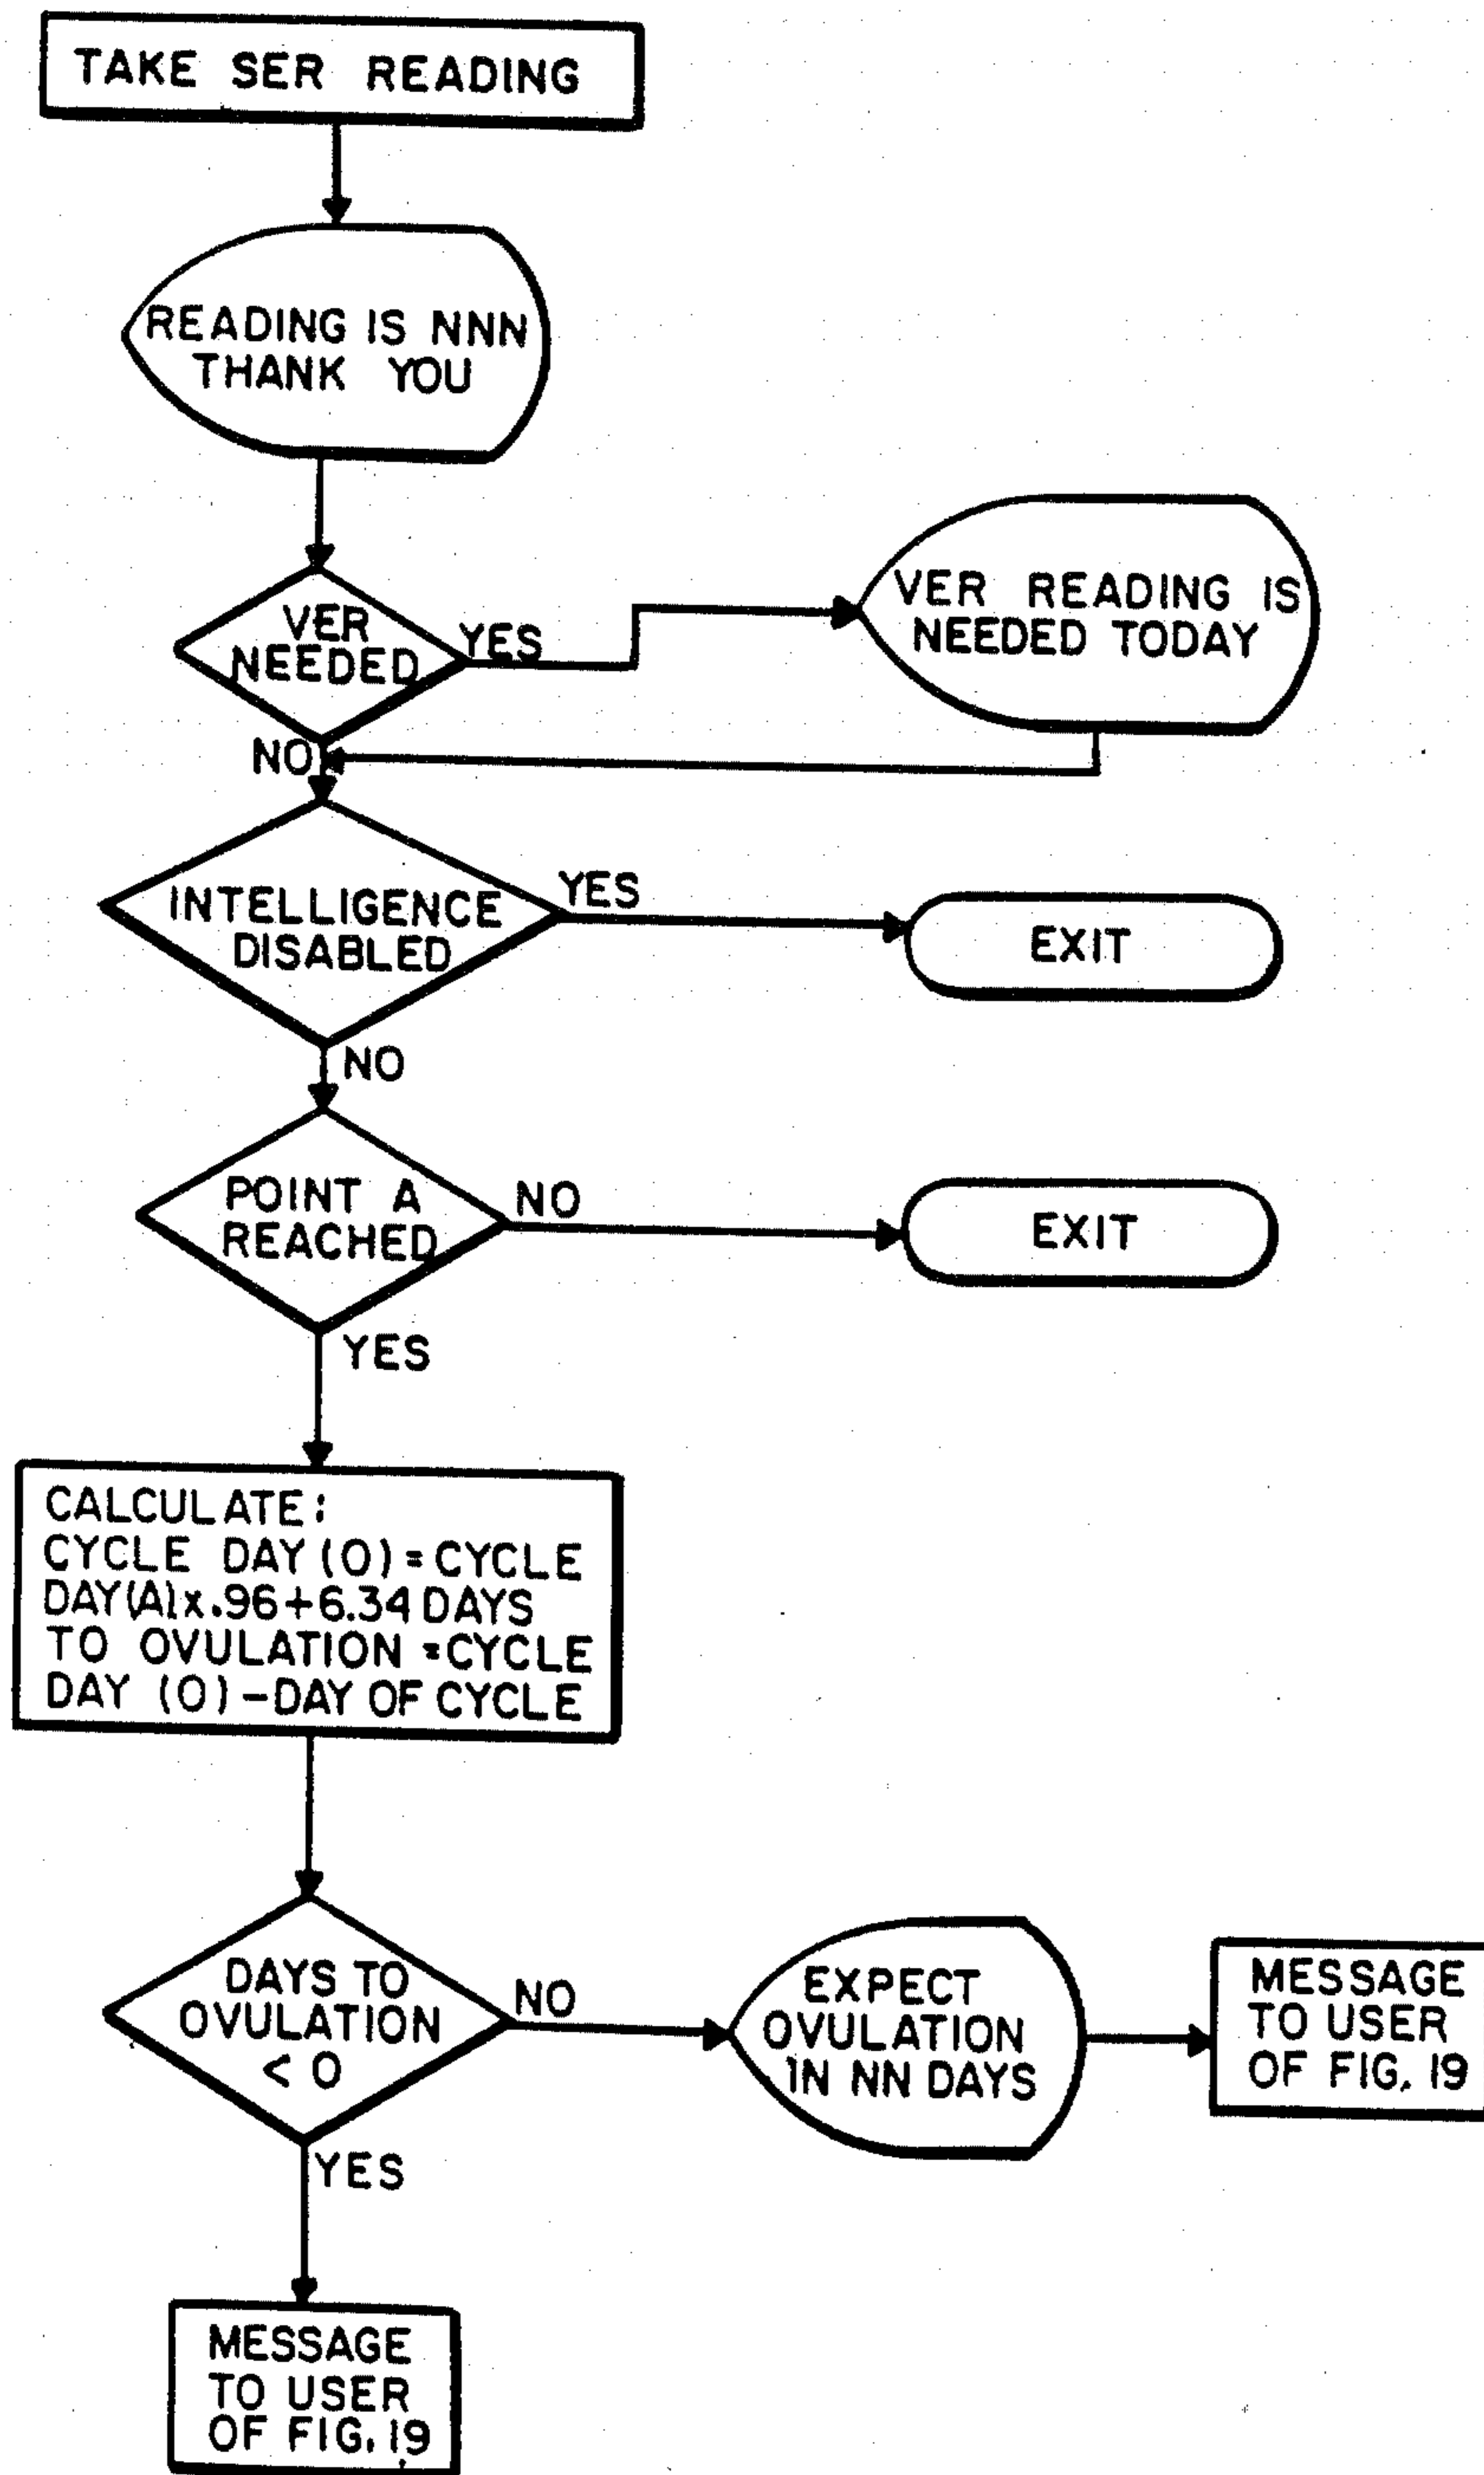 TAKE SER READING
READING IS NNN
THANK YOU
VER
NEEDED
YES
VER READING IS
NEEDED TODAY
NO
INTELLIGENCE
DISABLED
YES
EXIT
NO
POINT A
REACHED
NO
EXIT
YES
CALCULATE:
CYCLE DAY (O) = CYCLE
DAY(A)x.96+6.34 DAYS
TO OVULATION = CYCLE
DAY (O) - DAY OF CYCLE
DAYS TO
OVULATION
< O
NO
EXPECT
OVULATION
IN NN DAYS
MESSAGE
TO USER
OF FIG. 19
YES
MESSAGE
TO USER
OF FIG. 19